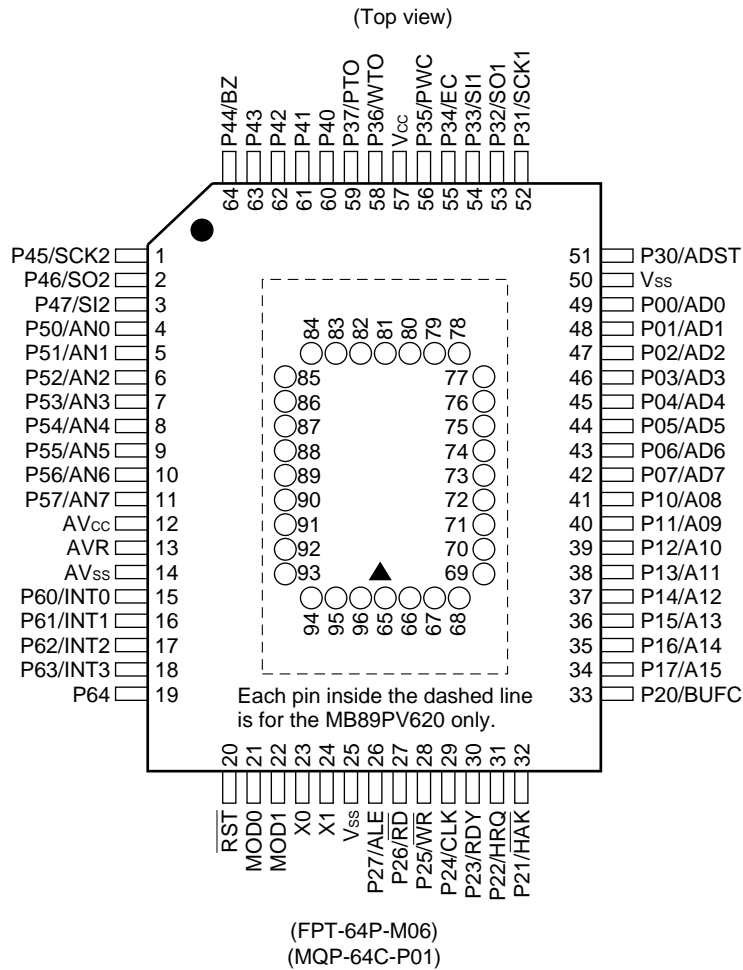 (Top view)
P44/BZ
P43
P42
P41
P40
P37/PTO
P36/WTO
Vcc
P35/PWC
P34/EC
P33/SI1
P32/SO1
P31/SCK1
64
63
62
61
60
59
58
57
56
55
54
53
52
P45/SCK2 1
P46/SO2 2
P47/SI2 3
P50/AN0 4
P51/AN1 5
P52/AN2 6
P53/AN3 7
P54/AN4 8
P55/AN5 9
P56/AN6 10
P57/AN7 11
AVcc 12
AVR 13
AVss 14
P60/INT0 15
P61/INT1 16
P62/INT2 17
P63/INT3 18
P64 19
51 P30/ADST
50 Vss
49 P00/AD0
48 P01/AD1
47 P02/AD2
46 P03/AD3
45 P04/AD4
44 P05/AD5
43 P06/AD6
42 P07/AD7
41 P10/A08
40 P11/A09
39 P12/A10
38 P13/A11
37 P14/A12
36 P15/A13
35 P16/A14
34 P17/A15
33 P20/BUFC
84
83
82
81
80
79
78
85
86
87
88
89
90
91
92
93
77
76
75
74
73
72
71
70
69
94
95
96
65
66
67
68
Each pin inside the dashed line
is for the MB89PV620 only.
20
21
22
23
24
25
26
27
28
29
30
31
32
RST
MOD0
MOD1
X0
X1
Vss
P27/ALE
P26/RD
P25/WR
P24/CLK
P23/RDY
P22/HRQ
P21/HAK
(FPT-64P-M06)
(MQP-64C-P01)